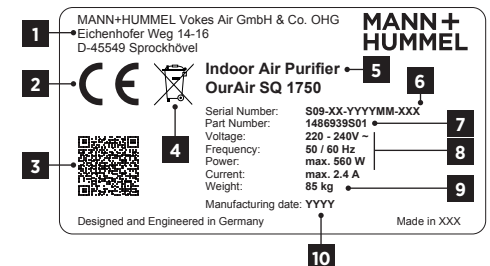 MANN+HUMMEL Vokes Air GmbH & Co. OHG
Eichenhofer Weg 14-16
D-45549 Sprockhövel
MANN+
HUMMEL
1
2
CE
Indoor Air Purifier
OurAir SQ 1750
5
6
4
3
Serial Number: S09-XX-YYYYMM-XXX
Part Number: 1486939S01
7
Voltage: 220 - 240V ~
Frequency: 50 / 60 Hz
Power: max. 560 W
8
Current: max. 2.4 A
Weight: 85 kg
9
Manufacturing date: YYYY
Designed and Engineered in Germany
Made in XXX
10